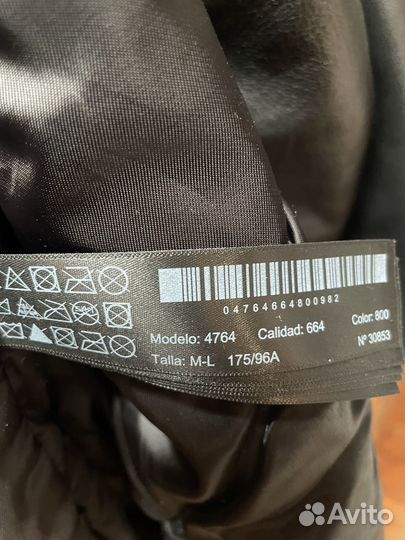 04764664800982
Modelo: 4764 Calidad: 664 Color: 800
Talla: M-L 175/96A Nº 30853
Avito